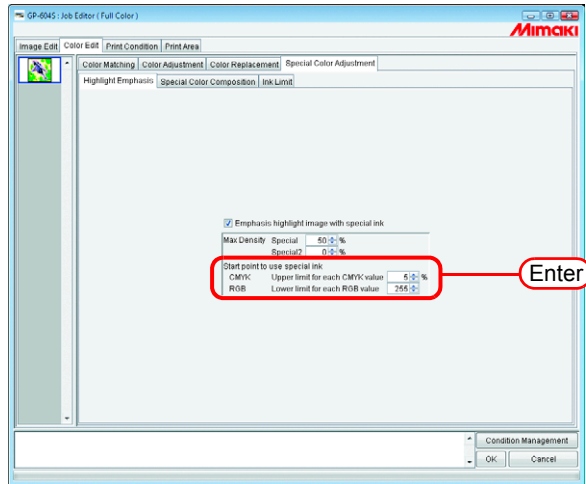 GP-604S : Job Editor ( Full Color )
Mimaki
Image Edit Color Edit Print Condition Print Area
Color Matching Color Adjustment Color Replacement Special Color Adjustment
Highlight Emphasis Special Color Composition Ink Limit
Emphasis highlight image with special ink
Max Density Special 50 %
Special2 0 %
Start point to use special ink
CMYK Upper limit for each CMYK value 5 %
RGB Lower limit for each RGB value 255
Enter
Condition Management
OK Cancel